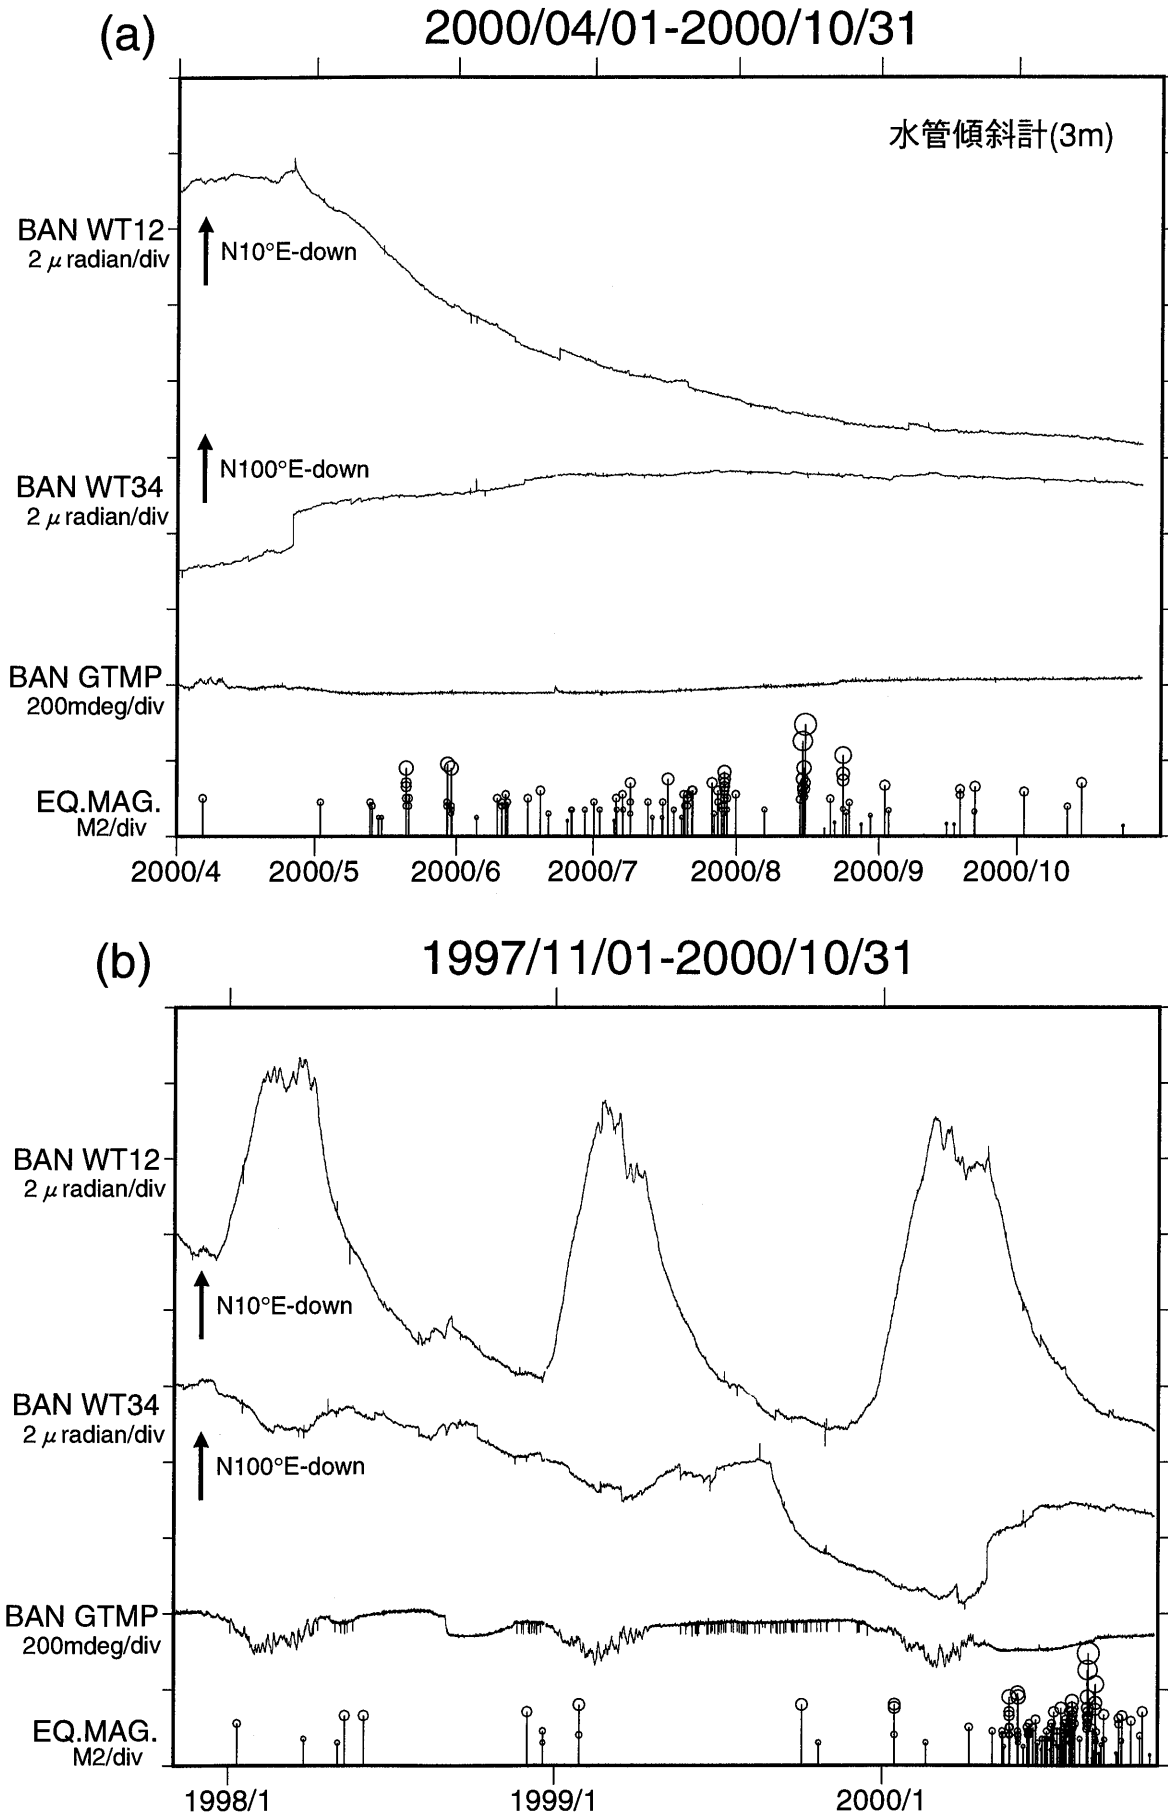 (a)
2000/04/01-2000/10/31
水管傾斜計(3m)
BAN WT12
2 μ radian/div
N10°E-down
N100°E-down
BAN WT34
2 μ radian/div
BAN GTMP
200mdeg/div
EQ.MAG.
M2/div
2000/4 2000/5 2000/6 2000/7 2000/8 2000/9 2000/10
(b)
1997/11/01-2000/10/31
BAN WT12
2 μ radian/div
N10°E-down
BAN WT34
2 μ radian/div
N100°E-down
BAN GTMP
200mdeg/div
EQ.MAG.
M2/div
1998/1 1999/1 2000/1